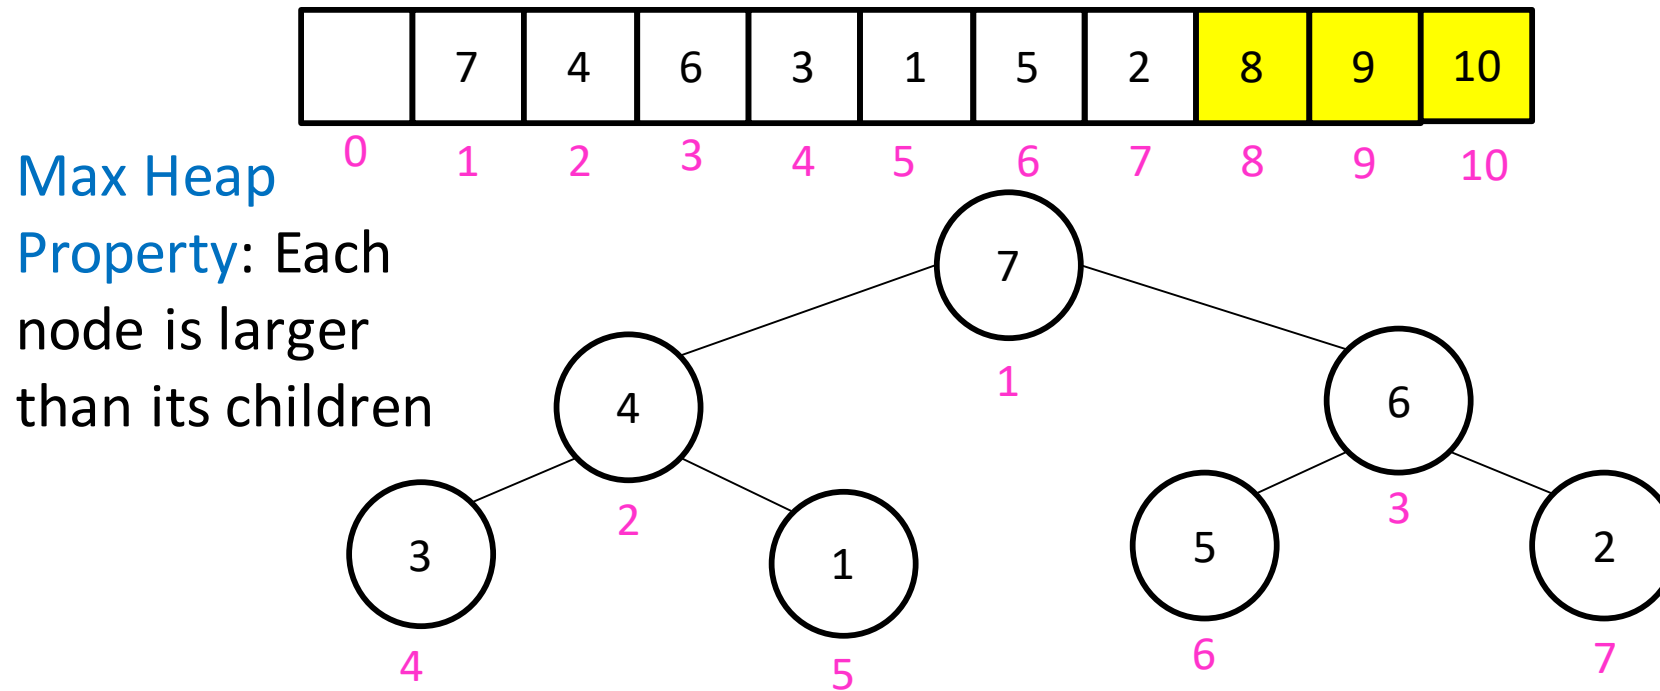 7 4 6 3 1 5 2 8 9 10
0 1 2 3 4 5 6 7 8 9 10
Max Heap
Property: Each
node is larger
than its children
7
1
4
6
2
3
3
1
5
2
4
5
6
7